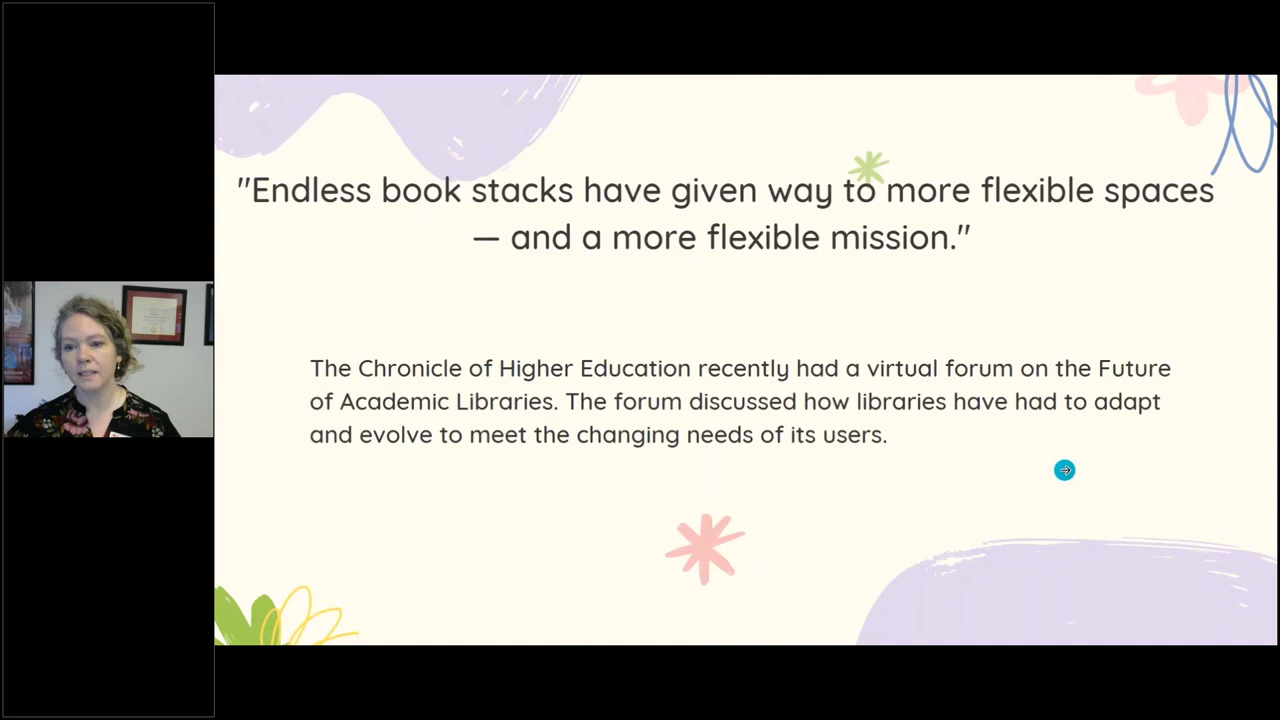 "Endless book stacks have given way to more flexible spaces
— and a more flexible mission."
The Chronicle of Higher Education recently had a virtual forum on the Future
of Academic Libraries. The forum discussed how libraries have had to adapt
and evolve to meet the changing needs of its users.